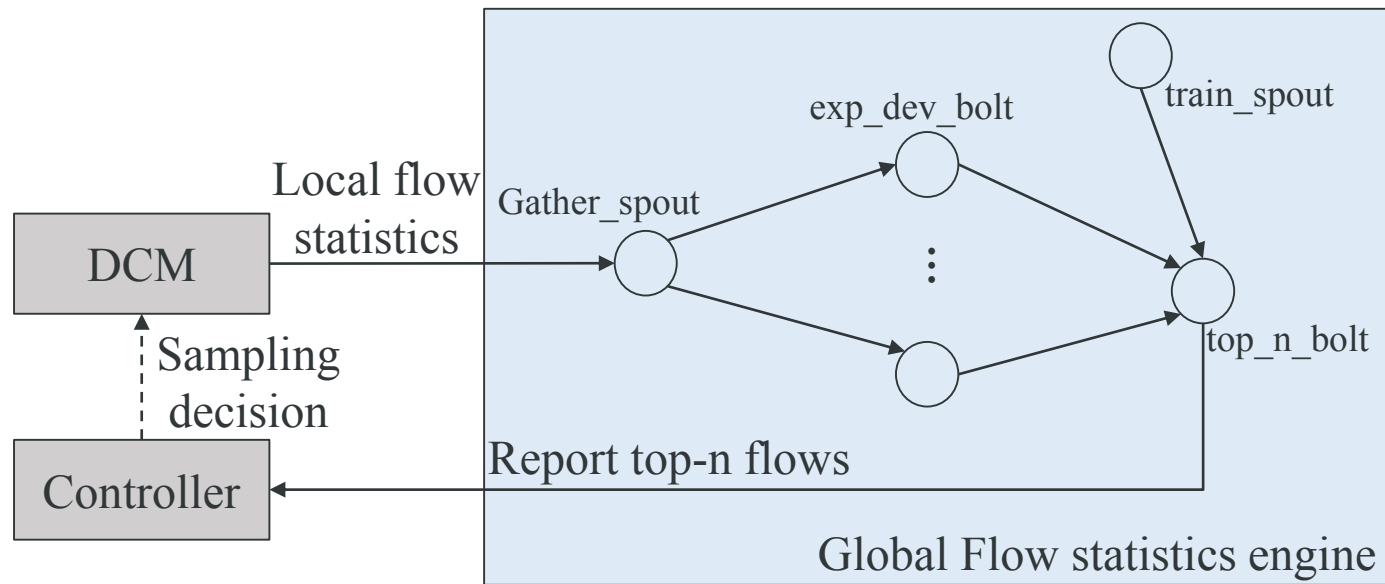 train_spout
exp_dev_bolt
Local flow
statistics
Gather_spout
DCM
⋮
top_n_bolt
Sampling
decision
Report top-n flows
Controller
Global Flow statistics engine